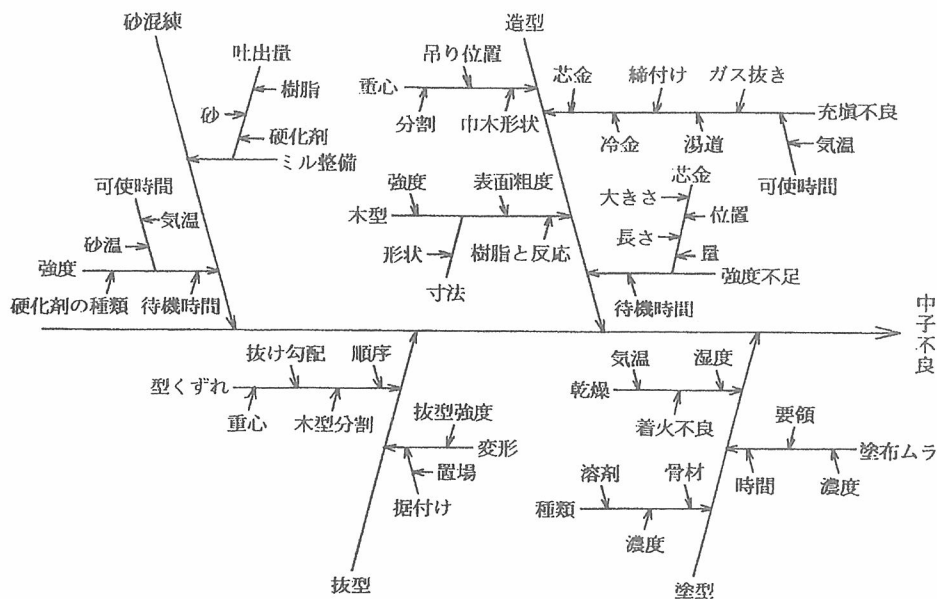 砂混練
吐出量
樹脂
砂
硬化剤
ミル整備
可使時間
気温
砂温
強度
硬化剤の種類
待機時間
造型
吊り位置
重心
分割
巾木形状
芯金
締付け
ガス抜き
充塡不良
冷金
湯道
気温
可使時間
強度
表面粗度
木型
形状
樹脂と反応
寸法
芯金
大きさ
位置
長さ
量
強度不足
待機時間
中子不良
抜け勾配
順序
型くずれ
重心
木型分割
抜型強度
変形
置場
据付け
抜型
気温
湿度
乾燥
着火不良
要領
塗布ムラ
時間
濃度
溶剤
骨材
種類
濃度
塗型